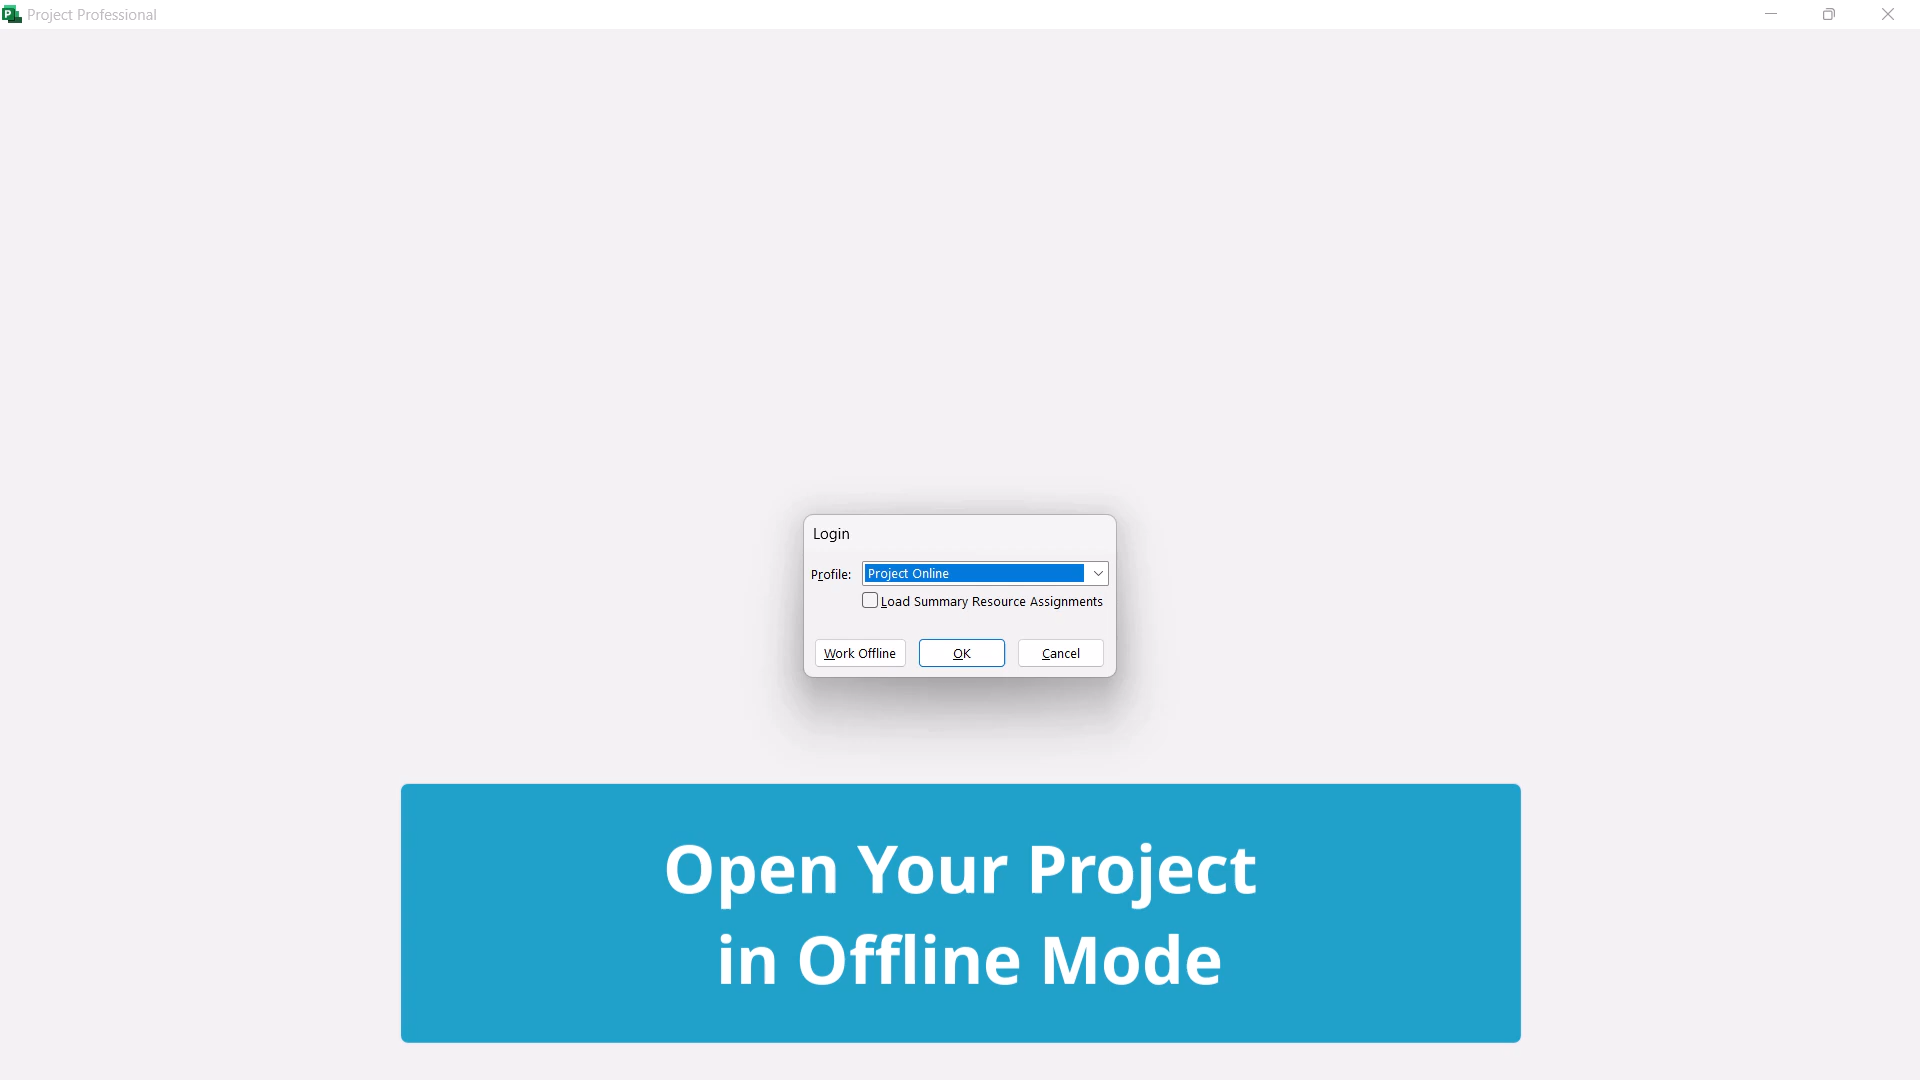 Project Professional
Login
Profile: Project Online
Load Summary Resource Assignments
Work Offline OK Cancel
Open Your Project
in Offline Mode